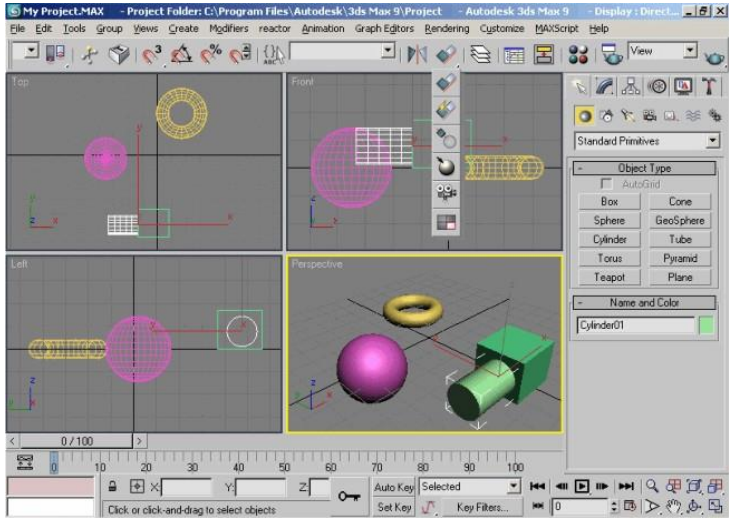 My Project.MAX - Project Folder: C:\Program Files\Autodesk\3ds Max 9\Project - Autodesk 3ds Max 9 - Display : Direct...
File Edit Tools Group Views Create Modifiers reactor Animation Graph Editors Rendering Customize MAXScript Help
3 % ABC View
Top Front
y x
y z x
z y x
Standard Primitives
- Object Type
AutoGrid
Box Cone
Sphere GeoSphere
Cylinder Tube
Torus Pyramid
Teapot Plane
Left Perspective
- Name and Color
Cylinder01
y x
z y x
z y x
< 0 / 100 >
0 10 20 30 40 50 60 70 80 90 100
X: Y: Z: Auto Key Selected
Click or click-and-drag to select objects Set Key Key Filters... 0